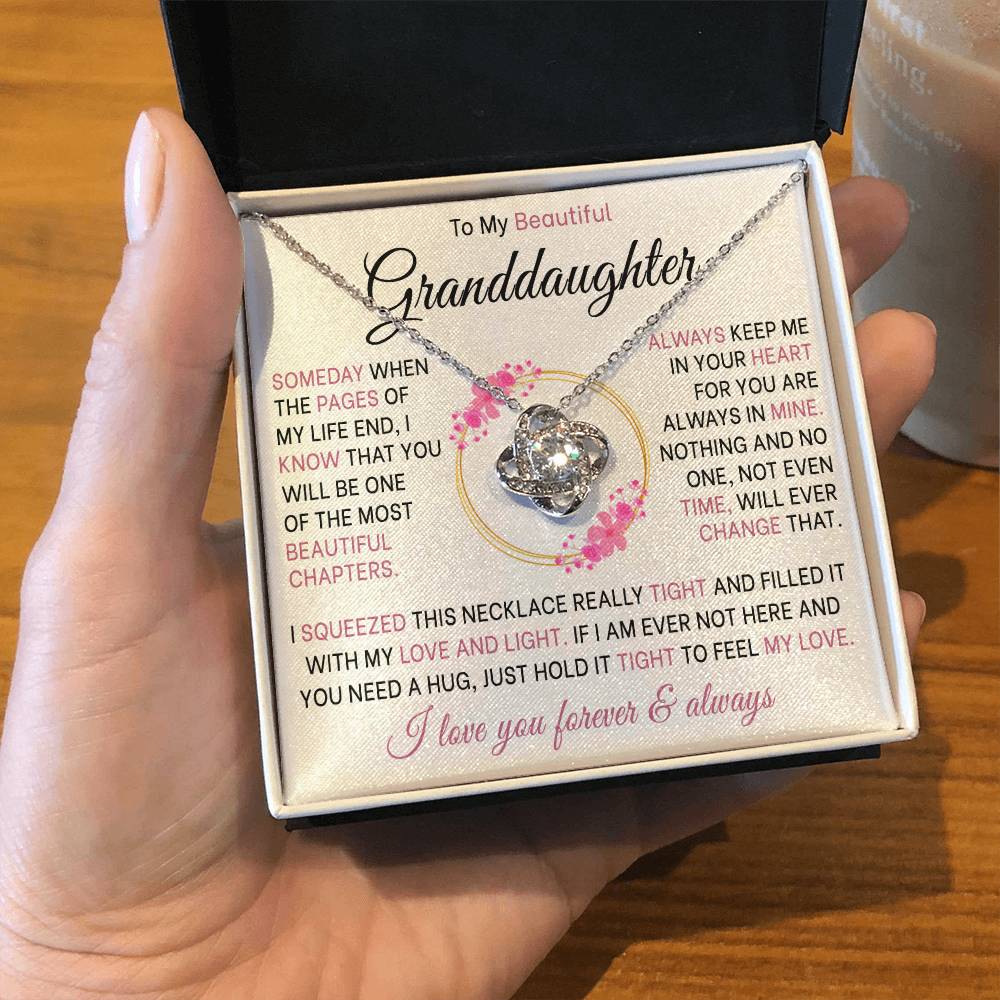 To My Beautiful
Granddaughter
SOMEDAY WHEN
THE PAGES OF
MY LIFE END, I
KNOW THAT YOU
WILL BE ONE
OF THE MOST
BEAUTIFUL
CHAPTERS.
ALWAYS KEEP ME
IN YOUR HEART
FOR YOU ARE
ALWAYS IN MINE.
NOTHING AND NO
ONE, NOT EVEN
TIME, WILL EVER
CHANGE THAT.
I SQUEEZED THIS NECKLACE REALLY TIGHT AND FILLED IT
WITH MY LOVE AND LIGHT. IF I AM EVER NOT HERE AND
YOU NEED A HUG, JUST HOLD IT TIGHT TO FEEL MY LOVE.
I love you forever & always